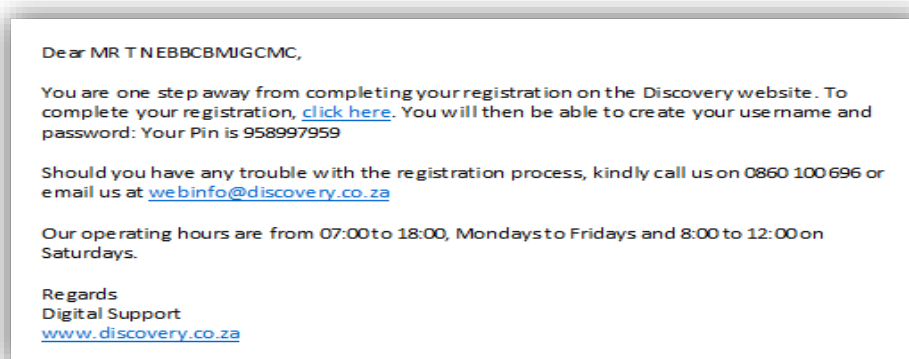 Dear MR T N EBBCBMJGCMC,
You are one step away from completing your registration on the Discovery website. To
complete your registration, click here. You will then be able to create your username and
password: Your Pin is 958997959
Should you have any trouble with the registration process, kindly call us on 0860 100 696 or
email us at webinfo@discovery.co.za
Our operating hours are from 07:00 to 18:00, Mondays to Fridays and 8:00 to 12:00 on
Saturdays.
Regards
Digital Support
www.discovery.co.za